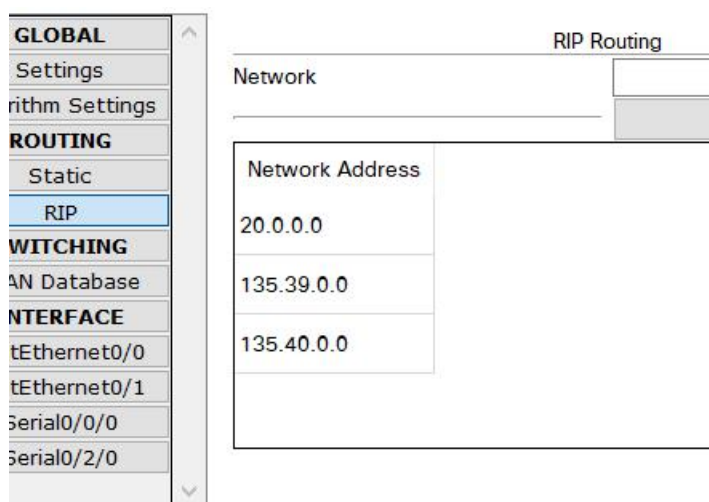 GLOBAL
Settings
rithm Settings
ROUTING
Static
RIP
WITCHING
AN Database
NTERFACE
tEthernet0/0
tEthernet0/1
Serial0/0/0
Serial0/2/0
RIP Routing
Network
Network Address
20.0.0.0
135.39.0.0
135.40.0.0